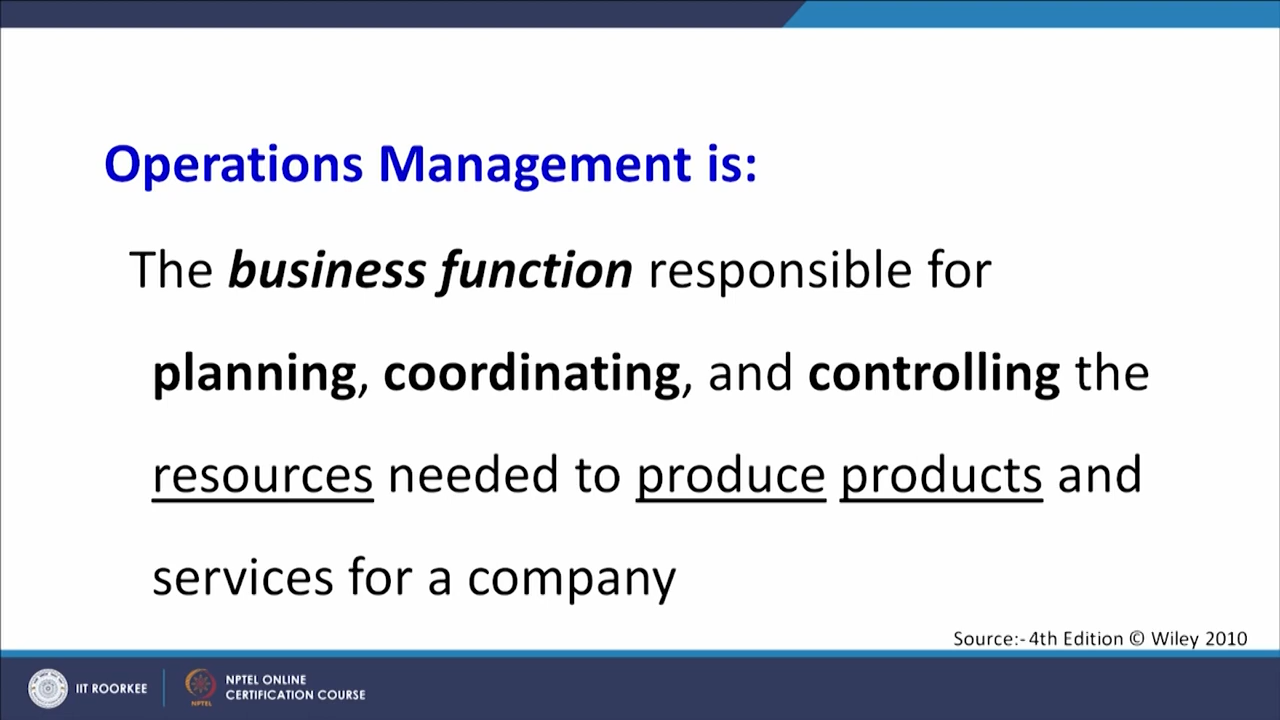 Operations Management is:
The business function responsible for
planning, coordinating, and controlling the
resources needed to produce products and
services for a company
Source:- 4th Edition © Wiley 2010
IIT ROORKEE
NPTEL
NPTEL ONLINE
CERTIFICATION COURSE